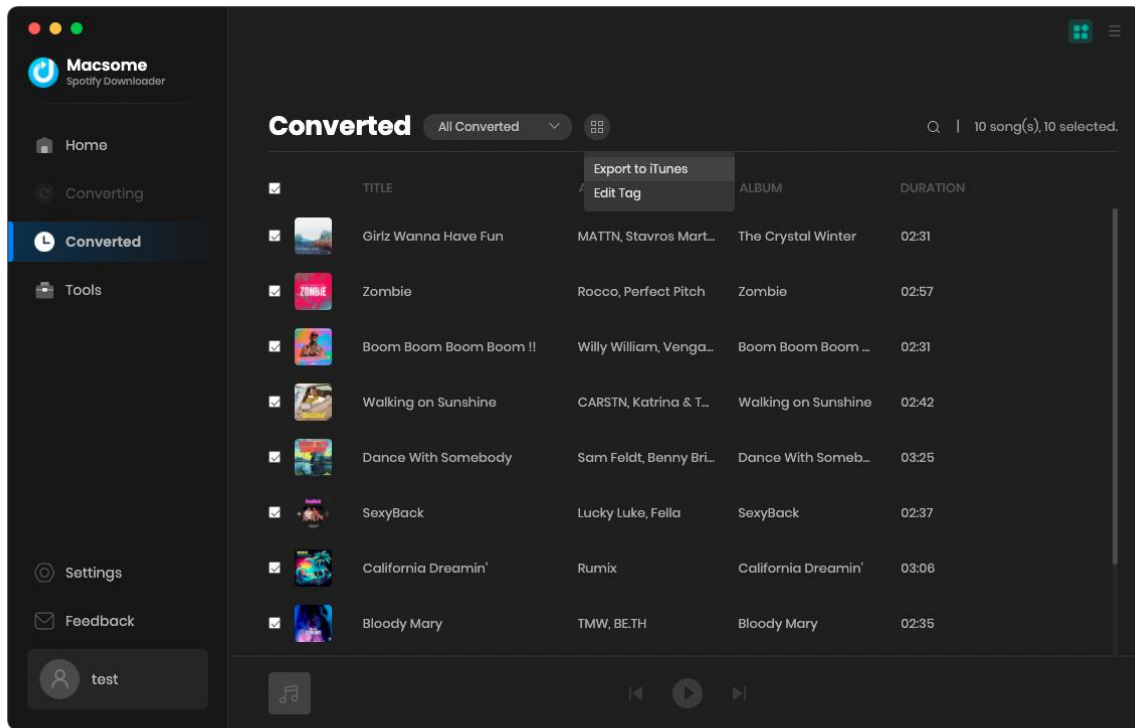 Macsome
Spotify Downloader
Home
Converting
Converted
Tools
Settings
Feedback
test
Converted All Converted 10 song(s), 10 selected.
Export to iTunes
Edit Tag
TITLE A ALBUM DURATION
Girlz Wanna Have Fun MATTN, Stavros Mart... The Crystal Winter 02:31
ZOMBIE
Zombie Rocco, Perfect Pitch Zombie 02:57
Boom Boom Boom Boom !! Willy William, Venga... Boom Boom Boom ... 02:31
Walking on Sunshine CARSTN, Katrina & T... Walking on Sunshine 02:42
Dance With Somebody Sam Feldt, Benny Bri... Dance With Someb... 03:25
SexyBack Lucky Luke, Fella SexyBack 02:37
California Dreamin' Rumix California Dreamin' 03:06
Bloody Mary TMW, BE.TH Bloody Mary 02:35